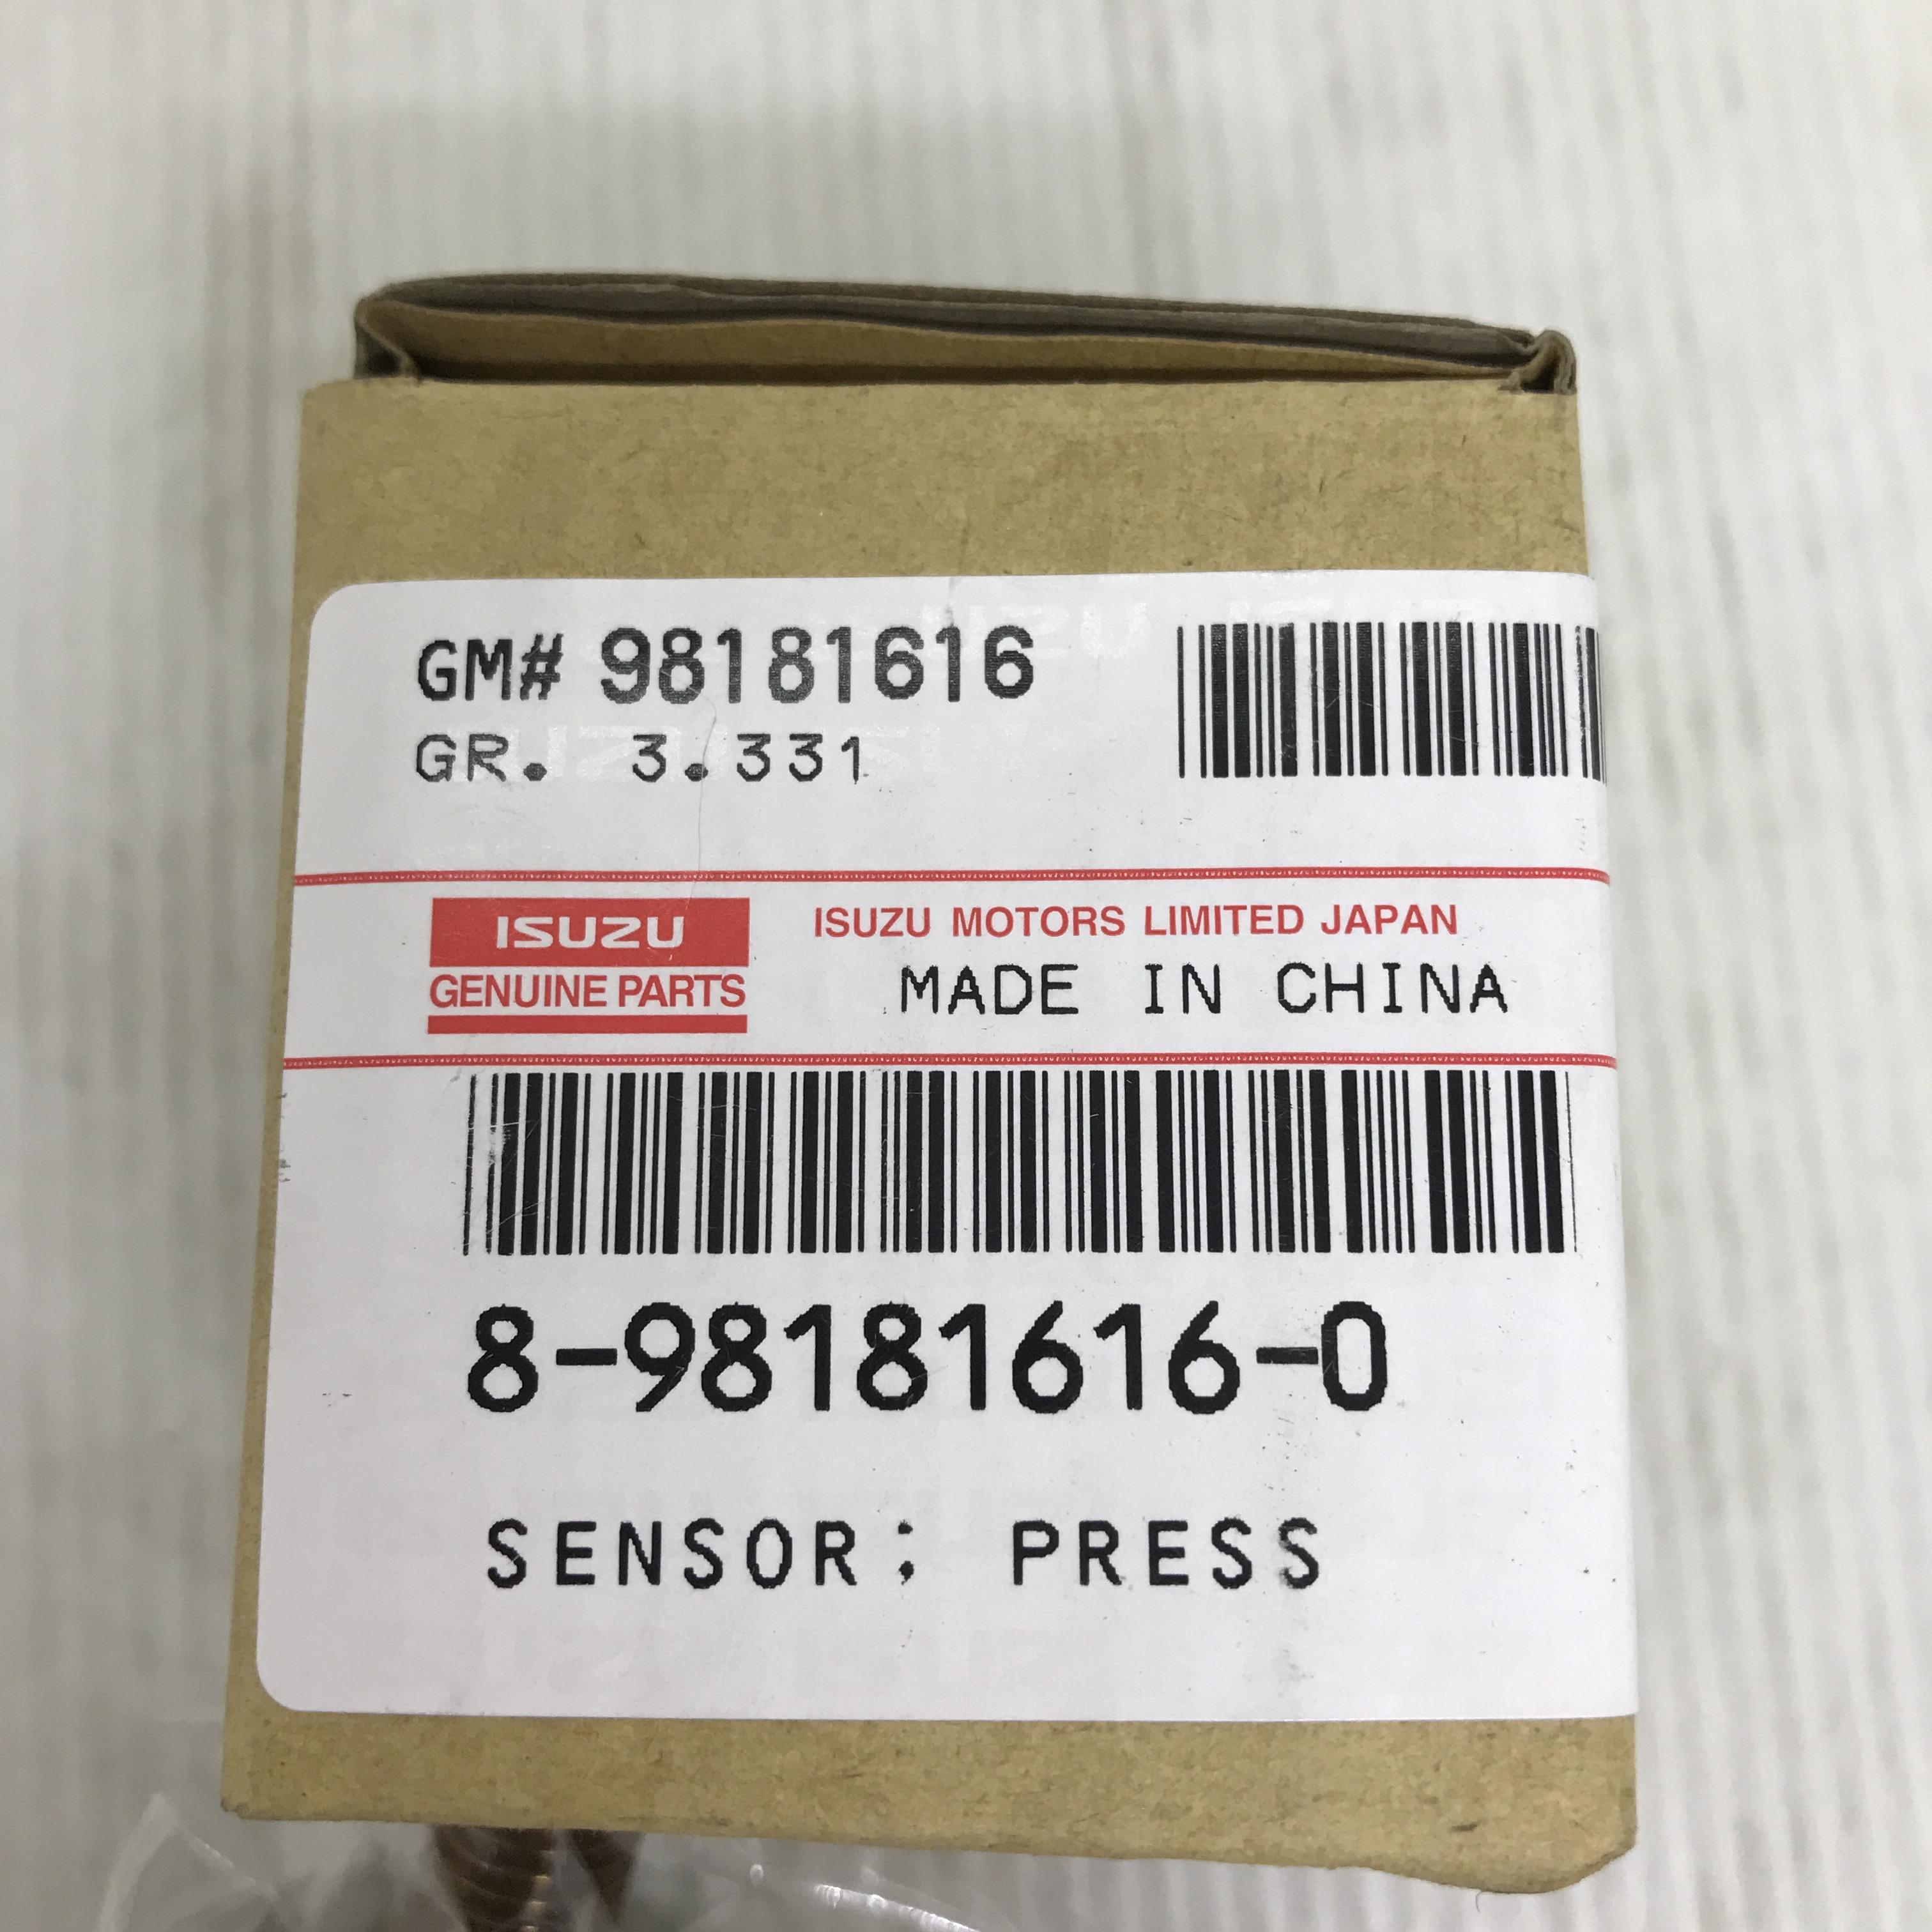 GM# 98181616
GR. 3.331
ISUZU
GENUINE PARTS
ISUZU MOTORS LIMITED JAPAN
MADE IN CHINA
8-98181616-0
SENSOR; PRESS